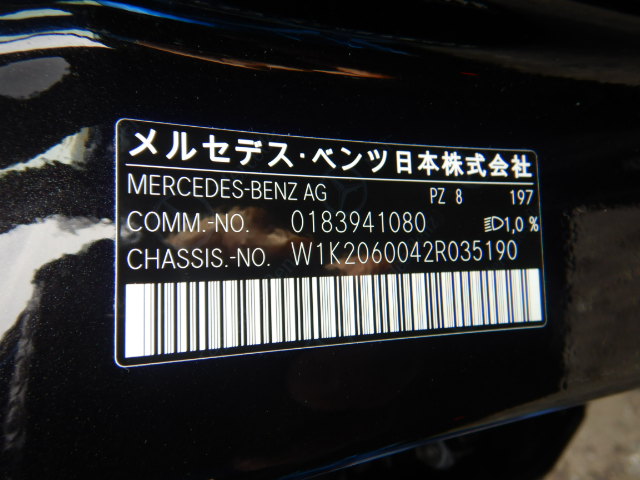 メルセデス・ベンツ日本株式会社
MERCEDES-BENZ AG PZ 8 197
COMM.-NO. 0183941080 1,0 %
CHASSIS.-NO. W1K2060042R035190